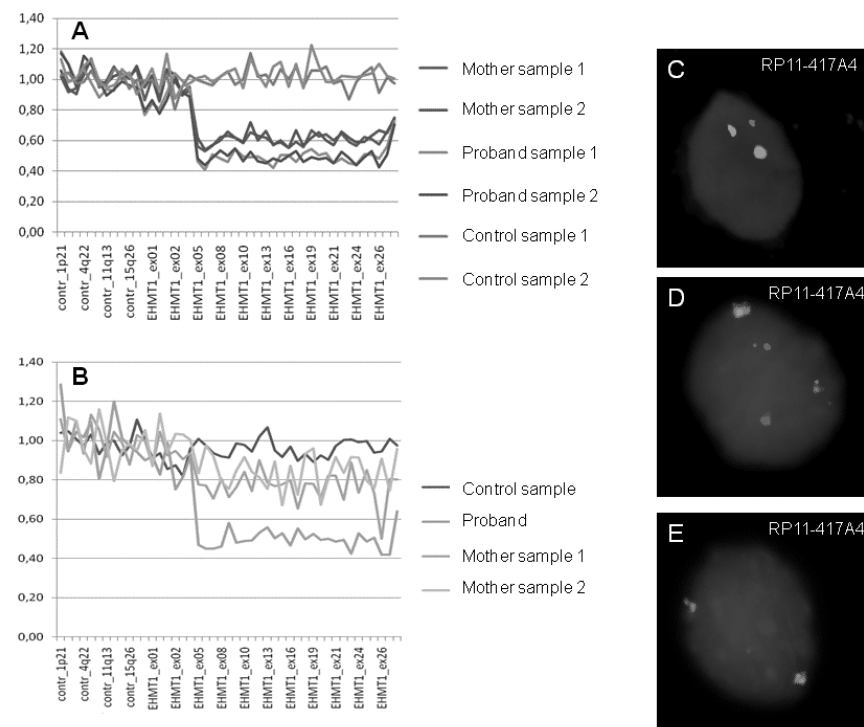 A
1,40
1,20
1,00
0,80
0,60
0,40
0,20
0,00
contr_1p21
contr_4q22
contr_11q13
contr_15q26
EHMT1_ex01
EHMT1_ex02
EHMT1_ex05
EHMT1_ex08
EHMT1_ex10
EHMT1_ex13
EHMT1_ex16
EHMT1_ex19
EHMT1_ex21
EHMT1_ex24
EHMT1_ex26
Mother sample 1
Mother sample 2
Proband sample 1
Proband sample 2
Control sample 1
Control sample 2
B
1,40
1,20
1,00
0,80
0,60
0,40
0,20
0,00
contr_1p21
contr_4q22
contr_11q13
contr_15q26
EHMT1_ex01
EHMT1_ex02
EHMT1_ex05
EHMT1_ex08
EHMT1_ex10
EHMT1_ex13
EHMT1_ex16
EHMT1_ex19
EHMT1_ex21
EHMT1_ex24
EHMT1_ex26
Control sample
Proband
Mother sample 1
Mother sample 2
C RP11-417A4
D RP11-417A4
E RP11-417A4